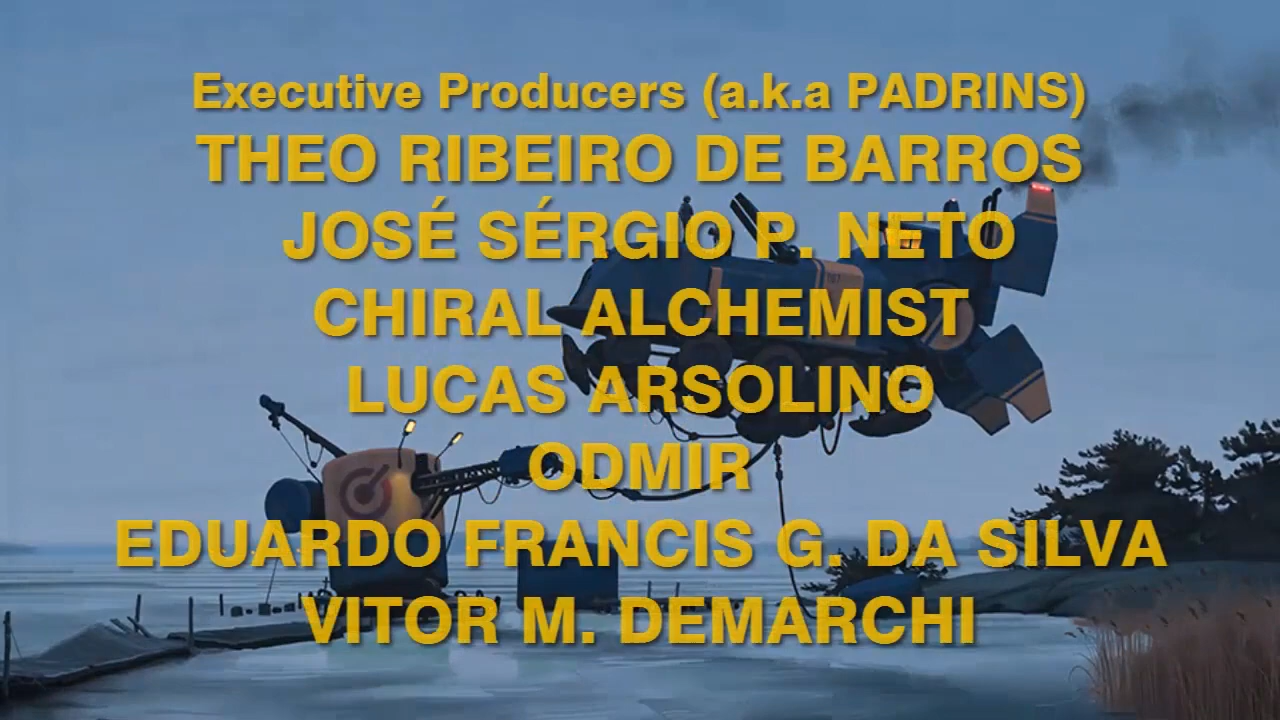 Executive Producers (a.k.a PADRINS)
THEO RIBEIRO DE BARROS
JOSÉ SÉRGIO P. NETO
CHIRAL ALCHEMIST
LUCAS ARSOLINO
ODMIR
EDUARDO FRANCIS G. DA SILVA
VITOR M. DEMARCHI